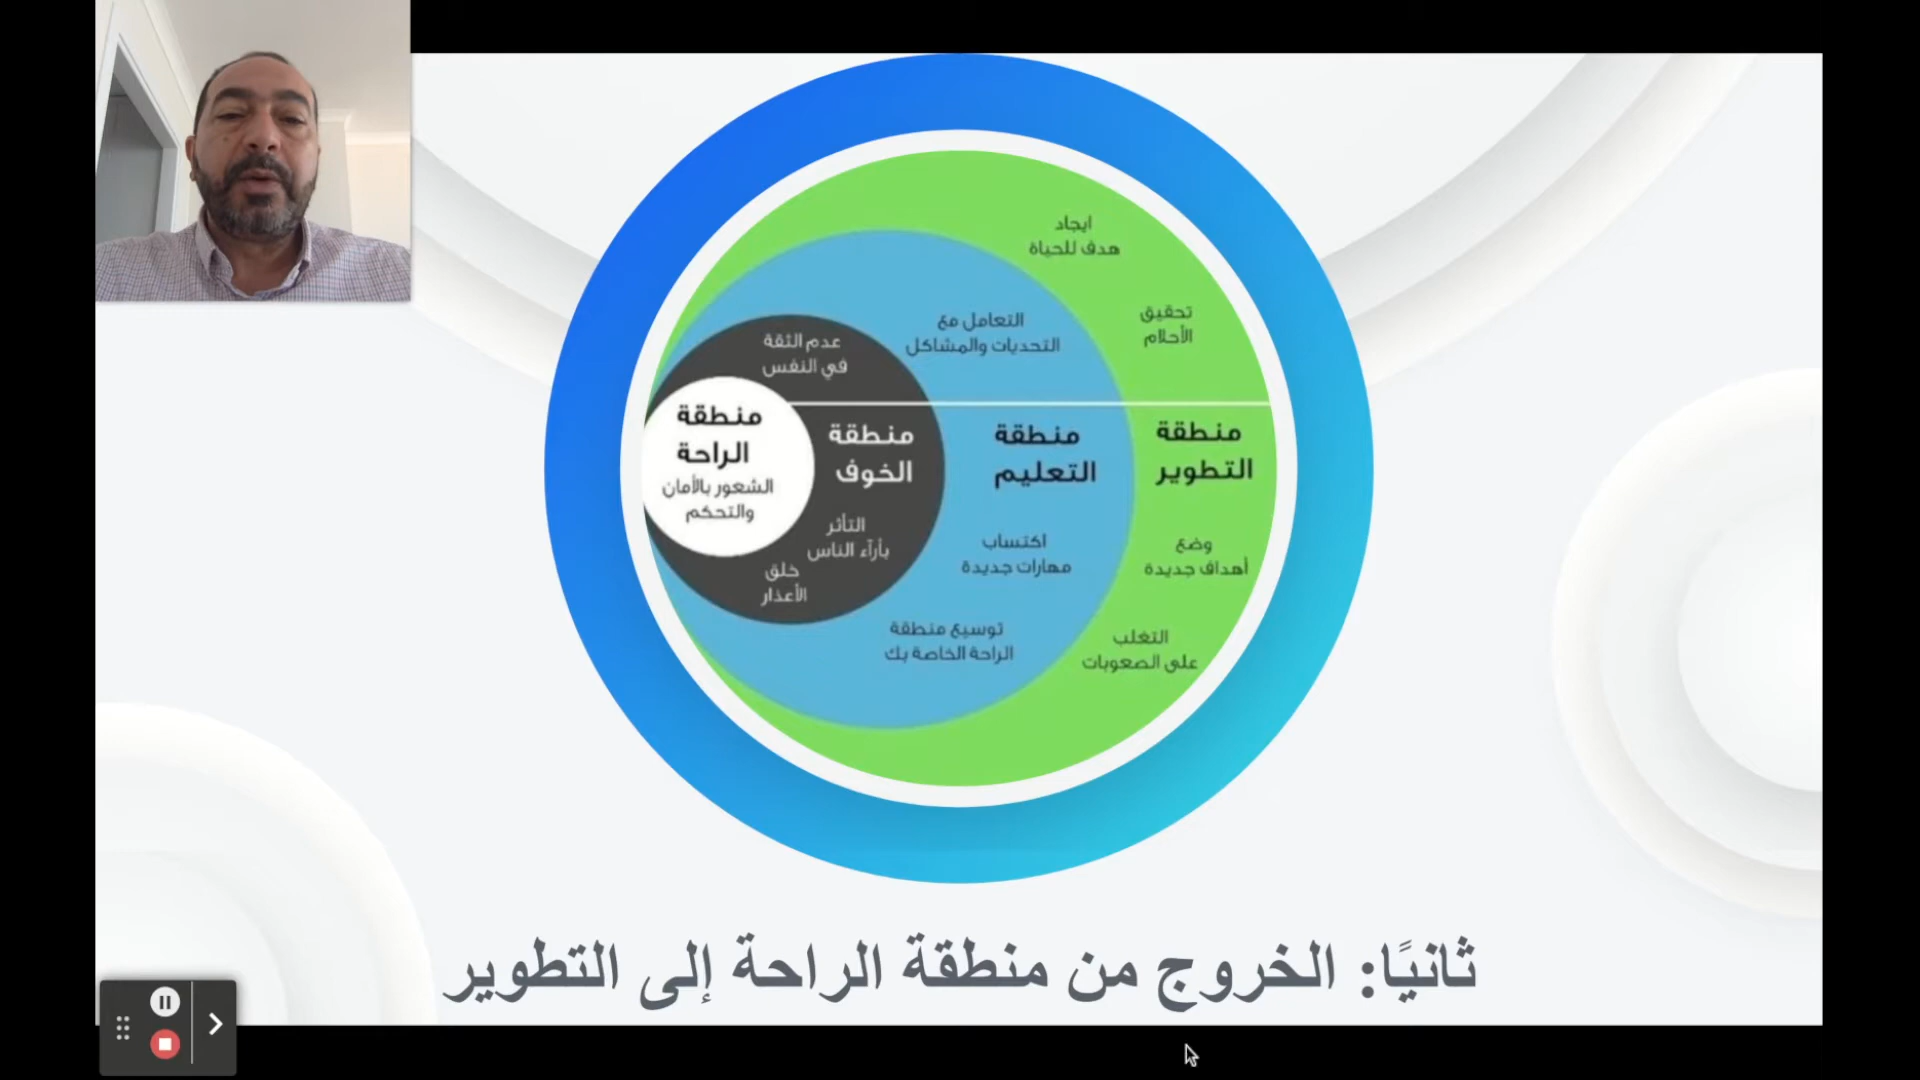 ايجاد
هدف للحياة
تحقيق
الأحلام
التعامل مع
التحديات والمشاكل
عدم الثقة
في النفس
منطقة
الراحة
الشعور بالأمان
والتحكم
منطقة
الخوف
التأثر
بأرآء الناس
خلق
الأعذار
منطقة
التعليم
اكتساب
مهارات جديدة
توسيع منطقة
الراحة الخاصة بك
منطقة
التطوير
وضع
أهداف جديدة
التغلب
على الصعوبات
ثانيًا: الخروج من منطقة الراحة إلى التطوير